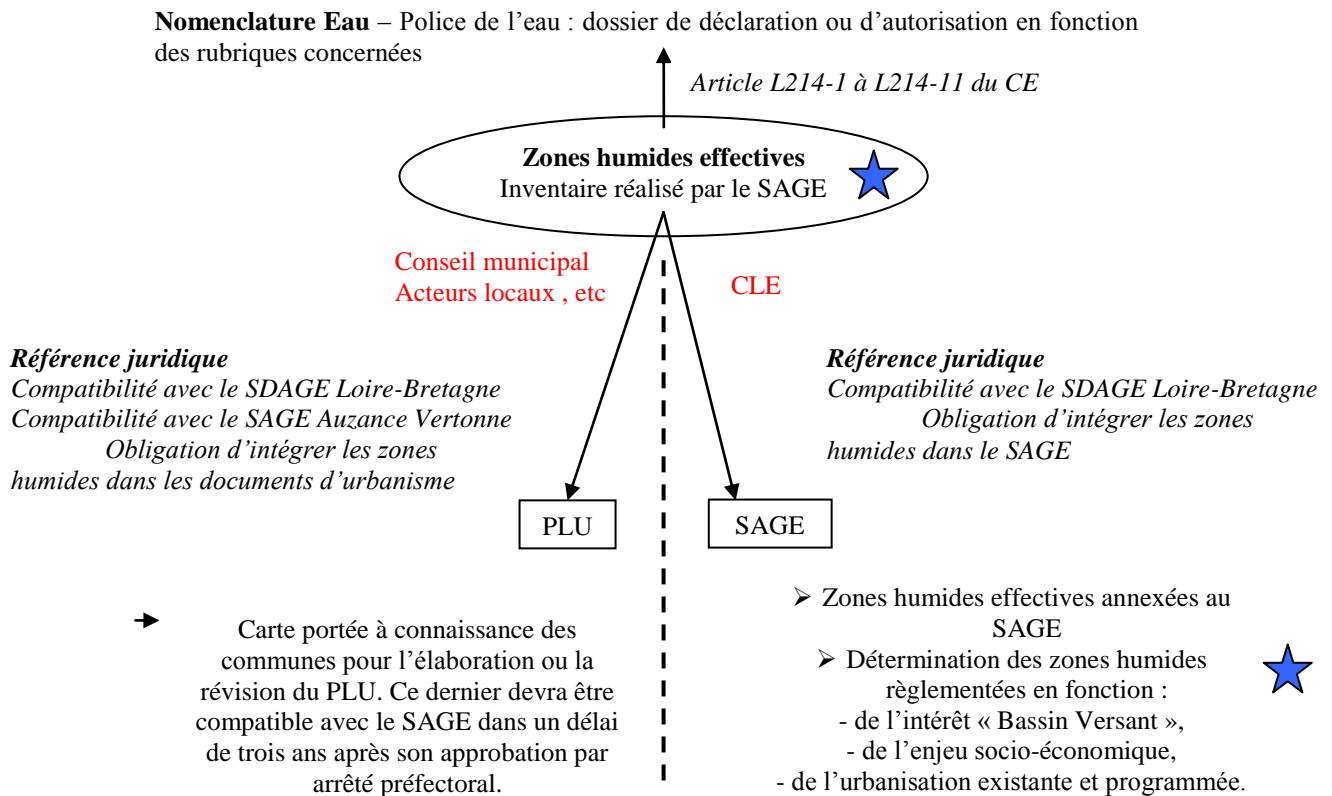 Nomenclature Eau – Police de l’eau : dossier de déclaration ou d’autorisation en fonction
des rubriques concernées
Article L214-1 à L214-11 du CE
Zones humides effectives
Inventaire réalisé par le SAGE
Conseil municipal
Acteurs locaux , etc
CLE
Référence juridique
Compatibilité avec le SDAGE Loire-Bretagne
Compatibilité avec le SAGE Auzance Vertonne
Obligation d’intégrer les zones
humides dans les documents d’urbanisme
Référence juridique
Compatibilité avec le SDAGE Loire-Bretagne
Obligation d’intégrer les zones
humides dans le SAGE
PLU
SAGE
Carte portée à connaissance des
communes pour l’élaboration ou la
révision du PLU. Ce dernier devra être
compatible avec le SAGE dans un délai
de trois ans après son approbation par
arrêté préfectoral.
➢ Zones humides effectives annexées au
SAGE
➢ Détermination des zones humides
règlementées en fonction :
- de l’intérêt « Bassin Versant »,
- de l’enjeu socio-économique,
- de l’urbanisation existante et programmée.